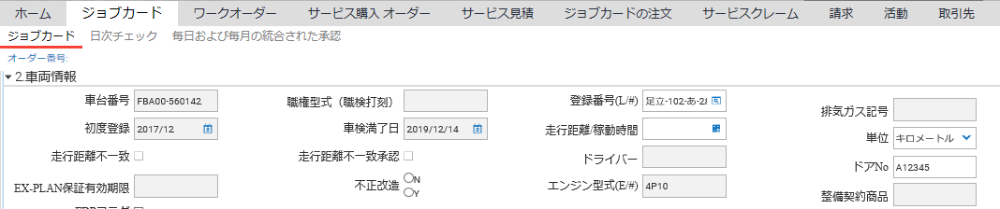 ホーム ジョブカード ワークオーダー サービス購入 オーダー サービス見積 ジョブカードの注文 サービスクレーム 請求 活動 取引先
ジョブカード 日次チェック 毎日および毎月の統合された承認
オーダー番号:
2.車両情報
車台番号 FBA00-560142 職権型式（職検打刻） 登録番号(L/#) 足立-102-あ-28 排気ガス記号
初度登録 2017/12 車検満了日 2019/12/14 走行距離/稼動時間 単位 キロメートル
走行距離不一致 走行距離不一致承認 ドライバー ドアNo A12345
EX-PLAN保証有効期限 不正改造 N Y エンジン型式(E/#) 4P10 整備契約商品